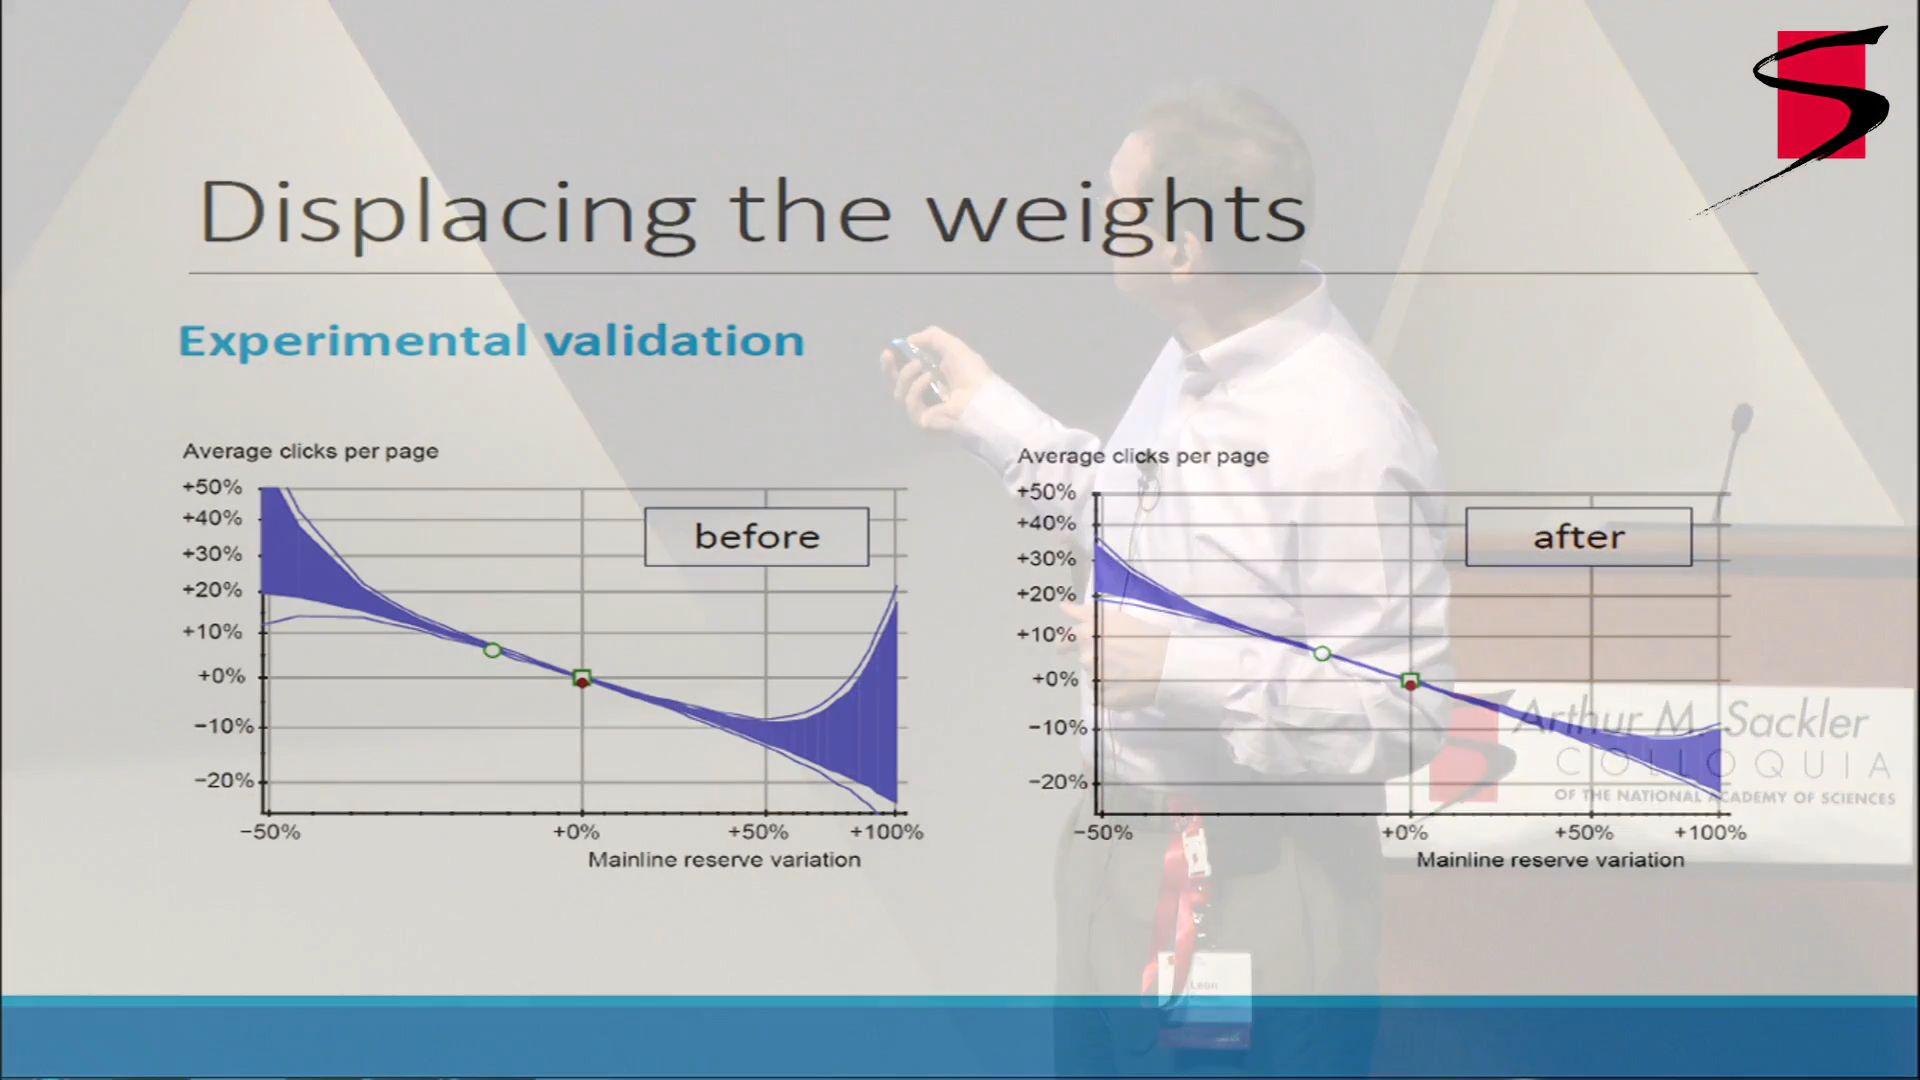 Displacing the weights
Experimental validation
Average clicks per page
+50%
+40%
+30%
+20%
+10%
+0%
−10%
−20%
before
−50%
+0%
+50%
+100%
Mainline reserve variation
Average clicks per page
+50%
+40%
+30%
+20%
+10%
+0%
−10%
−20%
after
−50%
+0%
+50%
+100%
Mainline reserve variation
Arthur M. Sackler
COLLOQUIA
OF THE NATIONAL ACADEMY OF SCIENCES
Leon